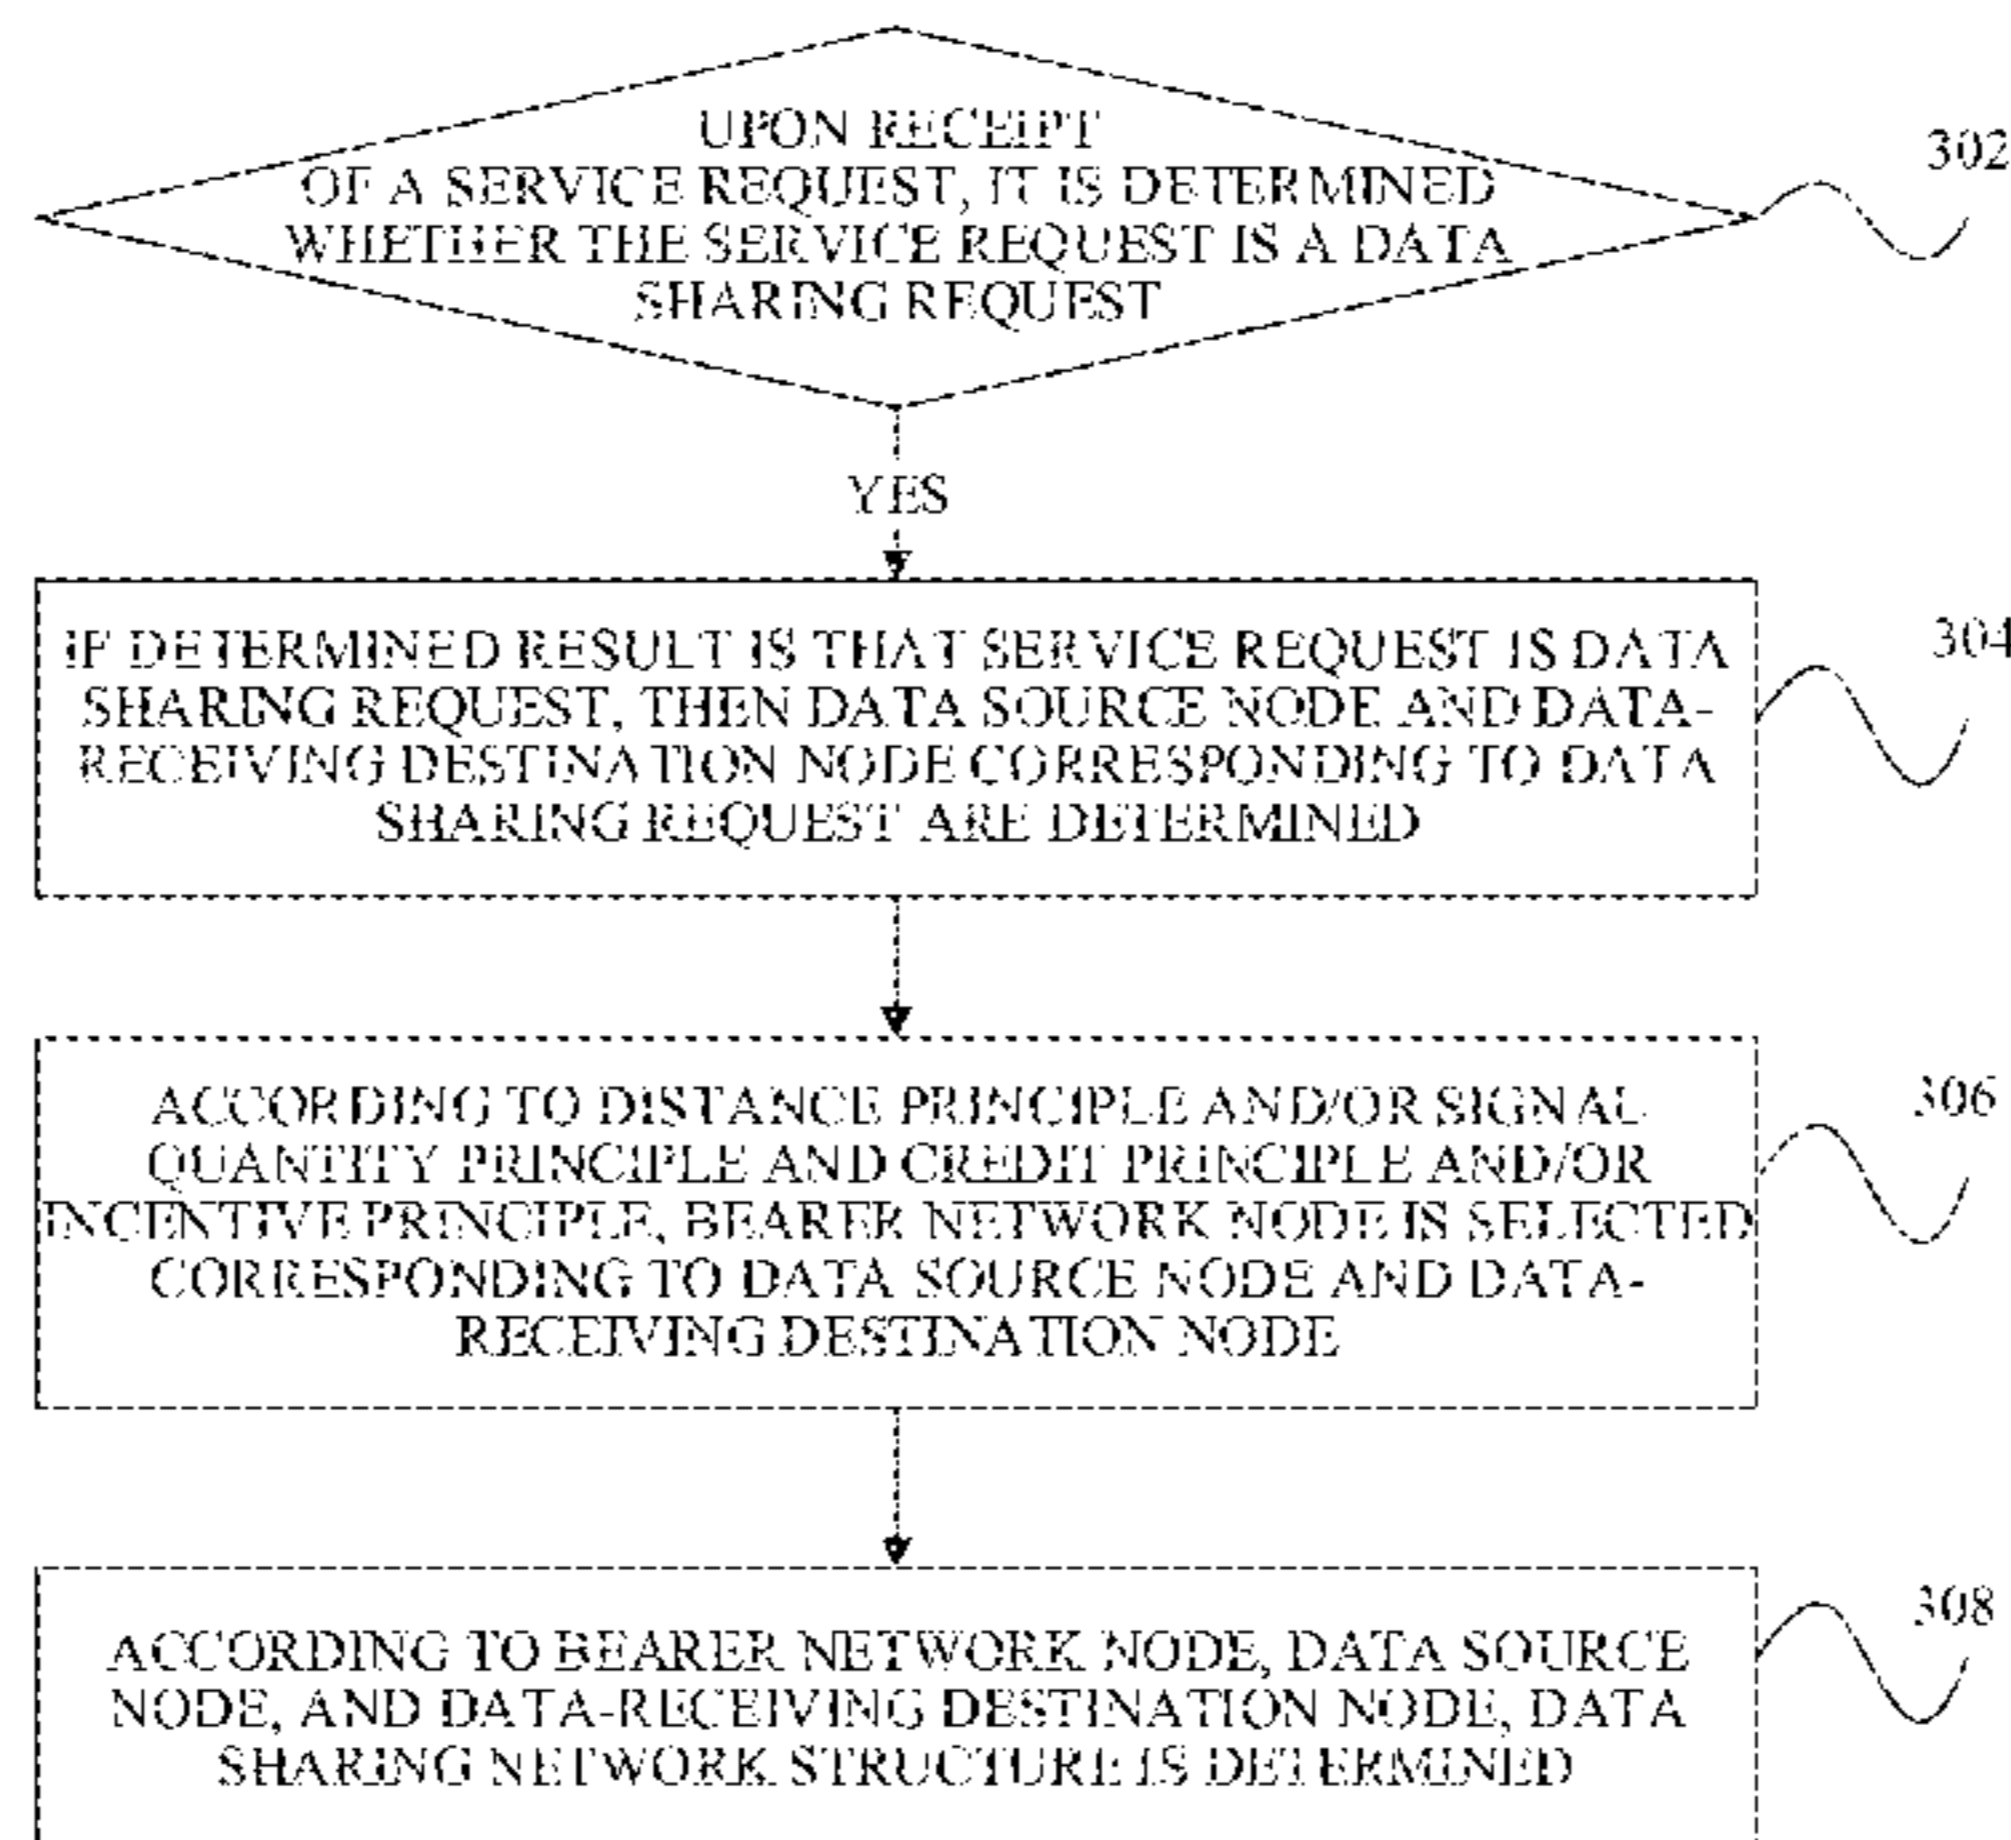 UPON RECEIPT
OF A SERVICE REQUEST, IT IS DETERMINED
WHETHER THE SERVICE REQUEST IS A DATA
SHARING REQUEST
302
YES
IF DETERMINED RESULT IS THAT SERVICE REQUEST IS DATA
SHARING REQUEST, THEN DATA SOURCE NODE AND DATA-
RECEIVING DESTINATION NODE CORRESPONDING TO DATA
SHARING REQUEST ARE DETERMINED
304
ACCORDING TO DISTANCE PRINCIPLE AND/OR SIGNAL
QUANTITY PRINCIPLE AND CREDIT PRINCIPLE AND/OR
INCENTIVE PRINCIPLE, BEARER NETWORK NODE IS SELECTED
CORRESPONDING TO DATA SOURCE NODE AND DATA-
RECEIVING DESTINATION NODE
306
ACCORDING TO BEARER NETWORK NODE, DATA SOURCE
NODE, AND DATA-RECEIVING DESTINATION NODE, DATA
SHARING NETWORK STRUCTURE IS DETERMINED
308